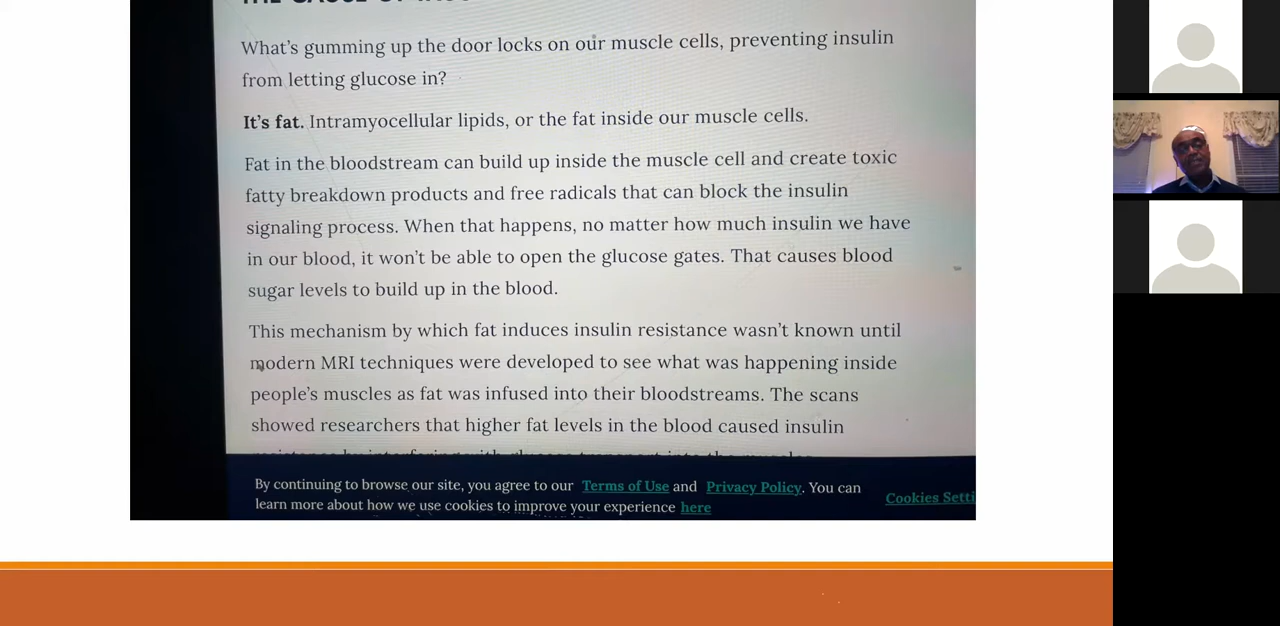 What's gumming up the door locks on our muscle cells, preventing insulin
from letting glucose in?
It's fat. Intramyocellular lipids, or the fat inside our muscle cells.
Fat in the bloodstream can build up inside the muscle cell and create toxic
fatty breakdown products and free radicals that can block the insulin
signaling process. When that happens, no matter how much insulin we have
in our blood, it won't be able to open the glucose gates. That causes blood
sugar levels to build up in the blood.
This mechanism by which fat induces insulin resistance wasn't known until
modern MRI techniques were developed to see what was happening inside
people's muscles as fat was infused into their bloodstreams. The scans
showed researchers that higher fat levels in the blood caused insulin
By continuing to browse our site, you agree to our Terms of Use and Privacy Policy. You can
learn more about how we use cookies to improve your experience here
Cookies Setti